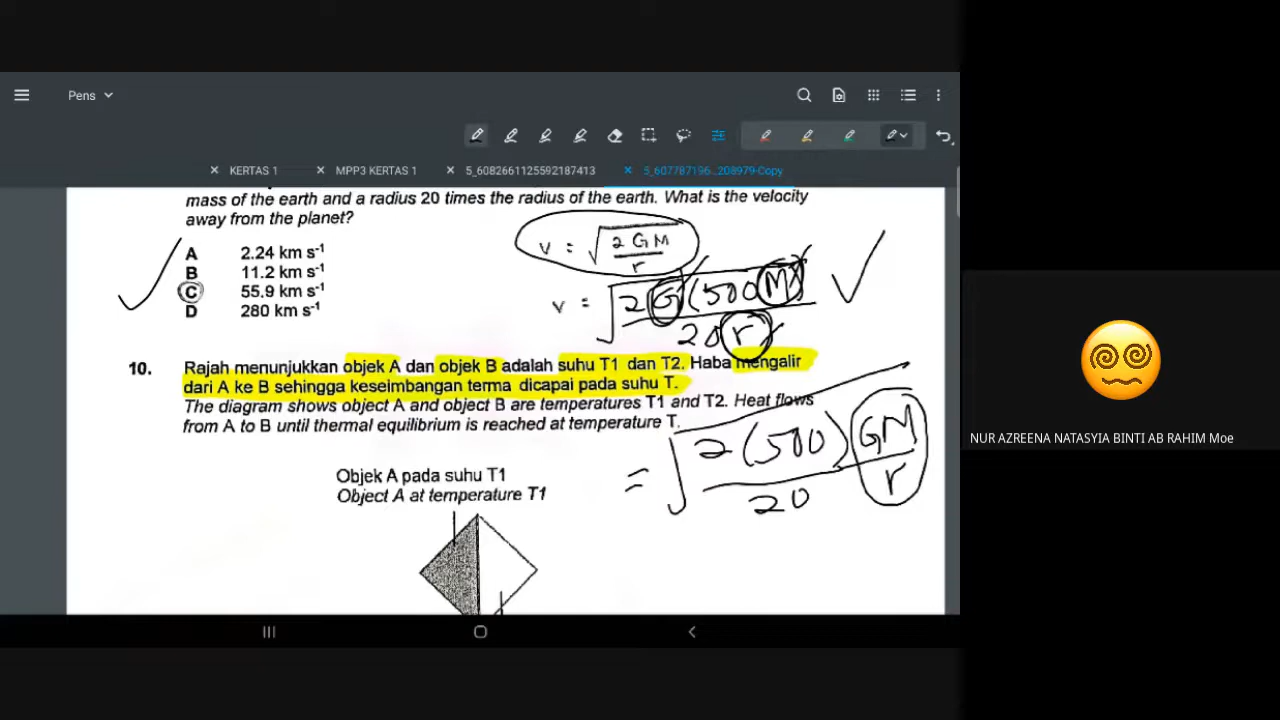 Pens
KERTAS 1
MPP3 KERTAS 1
5_6082661125592187413
5_607787196...208979-Copy
mass of the earth and a radius 20 times the radius of the earth. What is the velocity
away from the planet?
A 2.24 km s⁻¹
B 11.2 km s⁻¹
C 55.9 km s⁻¹
D 280 km s⁻¹
v = √(2GM/r)
v = √(2G(500M)/20r)
10. Rajah menunjukkan objek A dan objek B adalah suhu T1 dan T2. Haba mengalir
dari A ke B sehingga keseimbangan terma dicapai pada suhu T.
The diagram shows object A and object B are temperatures T1 and T2. Heat flows
from A to B until thermal equilibrium is reached at temperature T.
= √(2(500)/20 GM/r)
Objek A pada suhu T1
Object A at temperature T1
NUR AZREENA NATASYIA BINTI AB RAHIM Moe